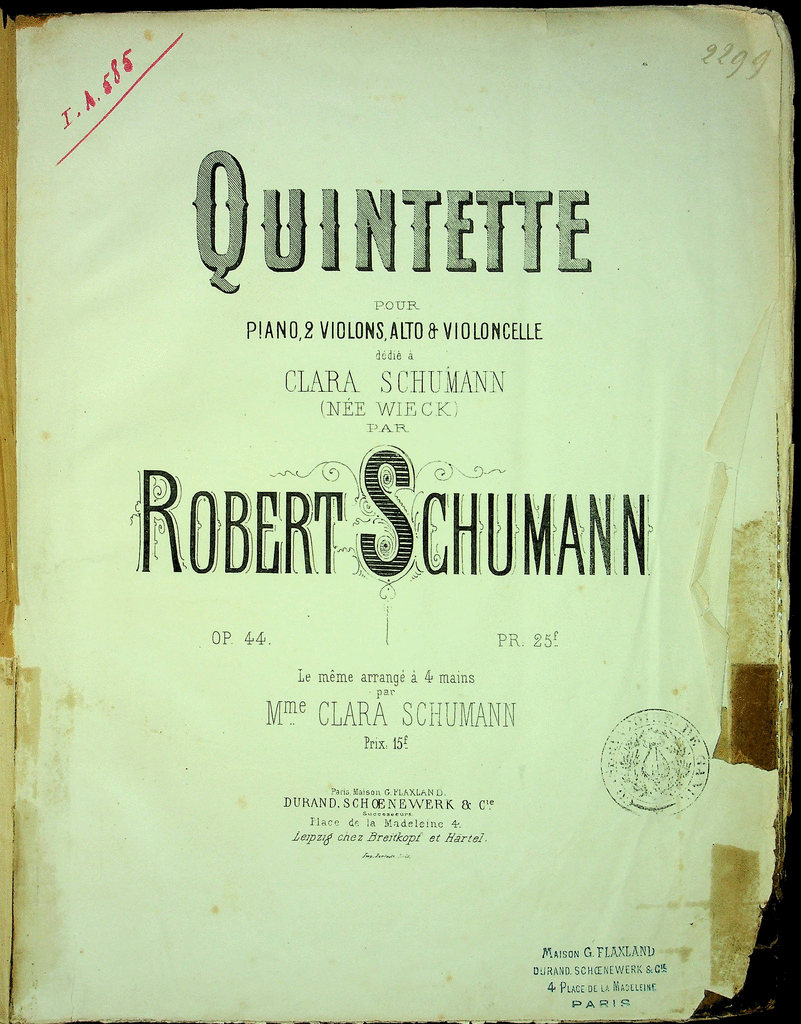 I. A. 585
2299
QUINTETTE
POUR
PIANO, 2 VIOLONS, ALTO & VIOLONCELLE
dédié à
CLARA SCHUMANN
(NÉE WIECK)
PAR
ROBERT SCHUMANN
OP. 44.
PR: 25f
Le même arrangé à 4 mains
par
Mme CLARA SCHUMANN
Prix: 15f
Paris, Maison G. FLAXLAND.
DURAND, SCHŒNEWERK & Cie
Successeurs
Place de la Madeleine 4.
Leipzig chez Breitkopf et Härtel.
CONSERVATOIRE DE GAND
MAISON G. FLAXLAND
DURAND, SCHŒNEWERK & Cie
4 PLACE DE LA MADELEINE
PARIS